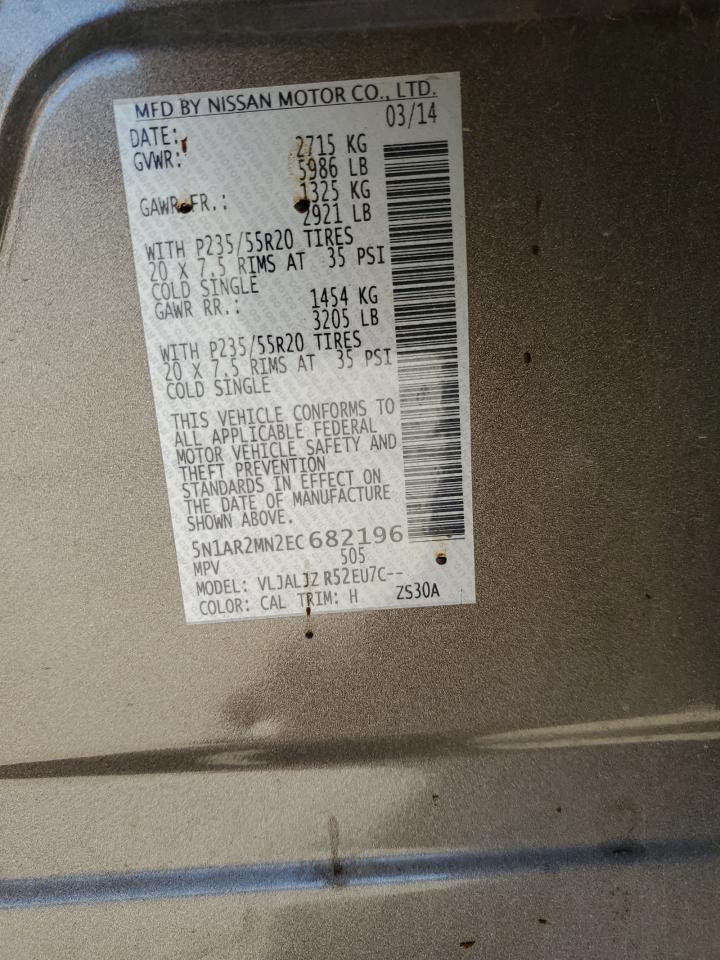 MFD BY NISSAN MOTOR CO., LTD.
DATE: 03/14
GVWR: 2715 KG
5986 LB
GAWR FR.: 1325 KG
2921 LB
WITH P235/55R20 TIRES
20 X 7.5 RIMS AT 35 PSI
COLD SINGLE
GAWR RR.: 1454 KG
3205 LB
WITH P235/55R20 TIRES
20 X 7.5 RIMS AT 35 PSI
COLD SINGLE
THIS VEHICLE CONFORMS TO
ALL APPLICABLE FEDERAL
MOTOR VEHICLE SAFETY AND
THEFT PREVENTION
STANDARDS IN EFFECT ON
THE DATE OF MANUFACTURE
SHOWN ABOVE.
5N1AR2MN2EC682196
MPV 505
MODEL: VLJALJZ R52EU7C--
COLOR: CAL TRIM: H ZS30A